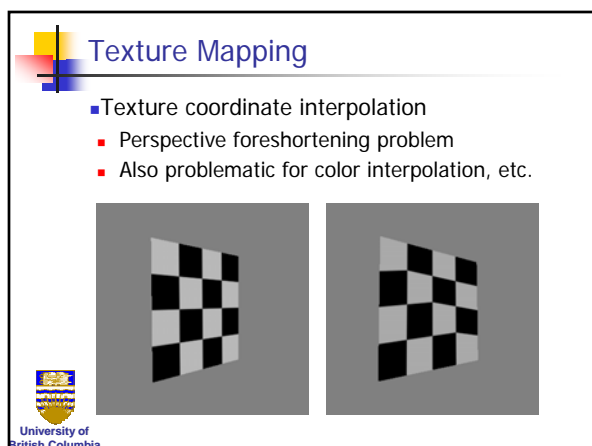 Texture Mapping
Texture coordinate interpolation
Perspective foreshortening problem
Also problematic for color interpolation, etc.
University of
British Columbia